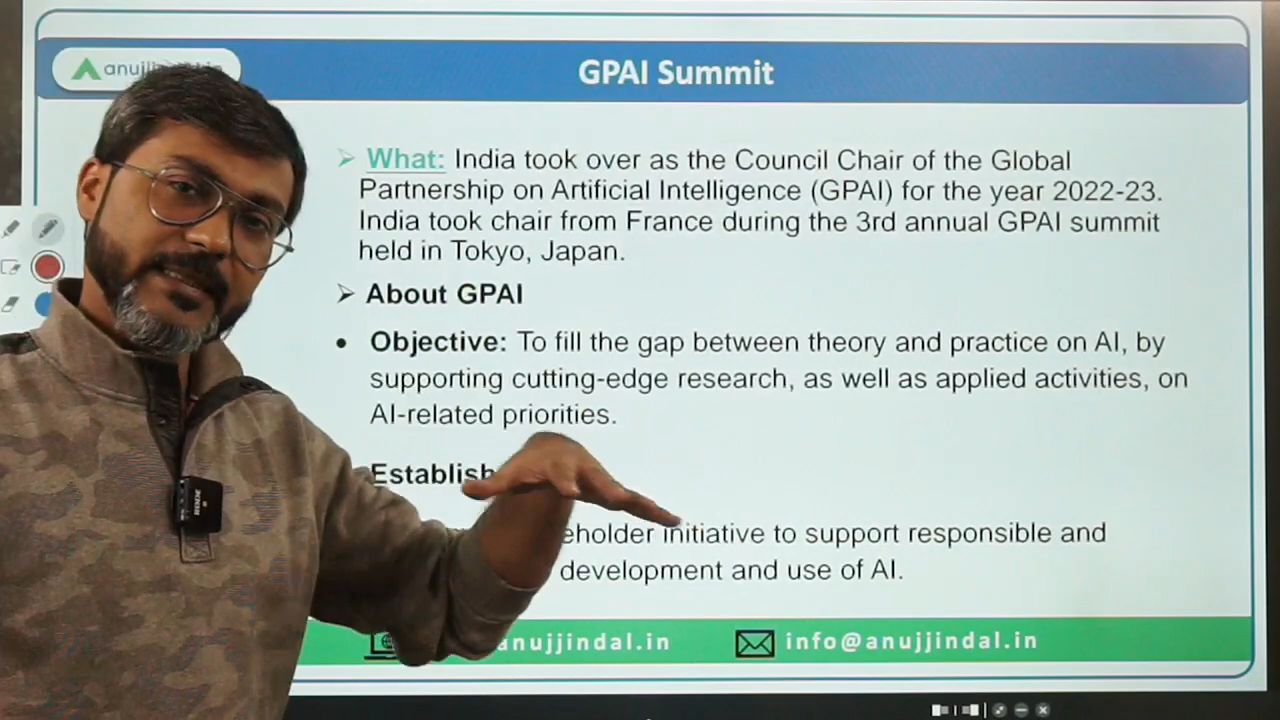 GPAI Summit
➢ What: India took over as the Council Chair of the Global
Partnership on Artificial Intelligence (GPAI) for the year 2022-23.
India took chair from France during the 3rd annual GPAI summit
held in Tokyo, Japan.
➢ About GPAI
• Objective: To fill the gap between theory and practice on AI, by
supporting cutting-edge research, as well as applied activities, on
AI-related priorities.
initiative to support responsible and
development and use of AI.
anujjindal.in
info@anujjindal.in
RODE